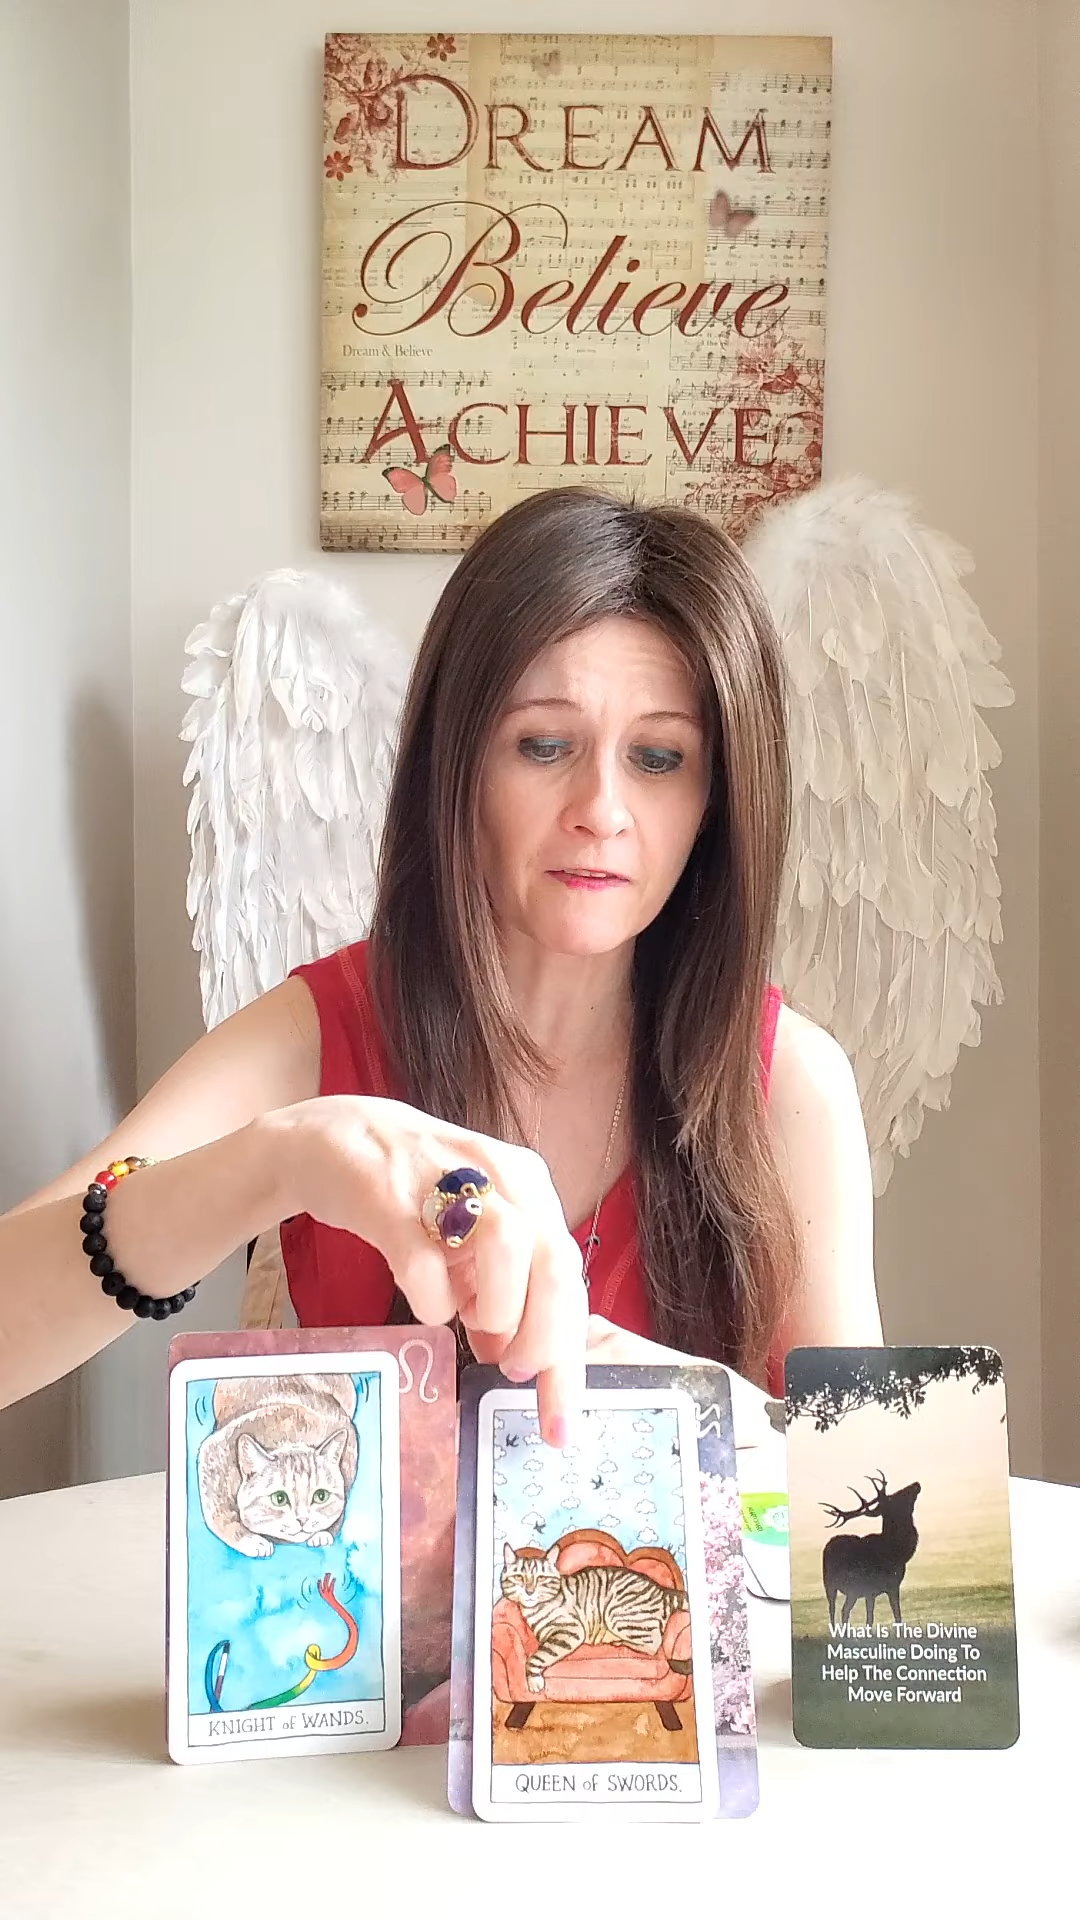 DREAM
Believe
Dream & Believe
ACHIEVE
KNIGHT of WANDS.
QUEEN of SWORDS.
What Is The Divine
Masculine Doing To
Help The Connection
Move Forward